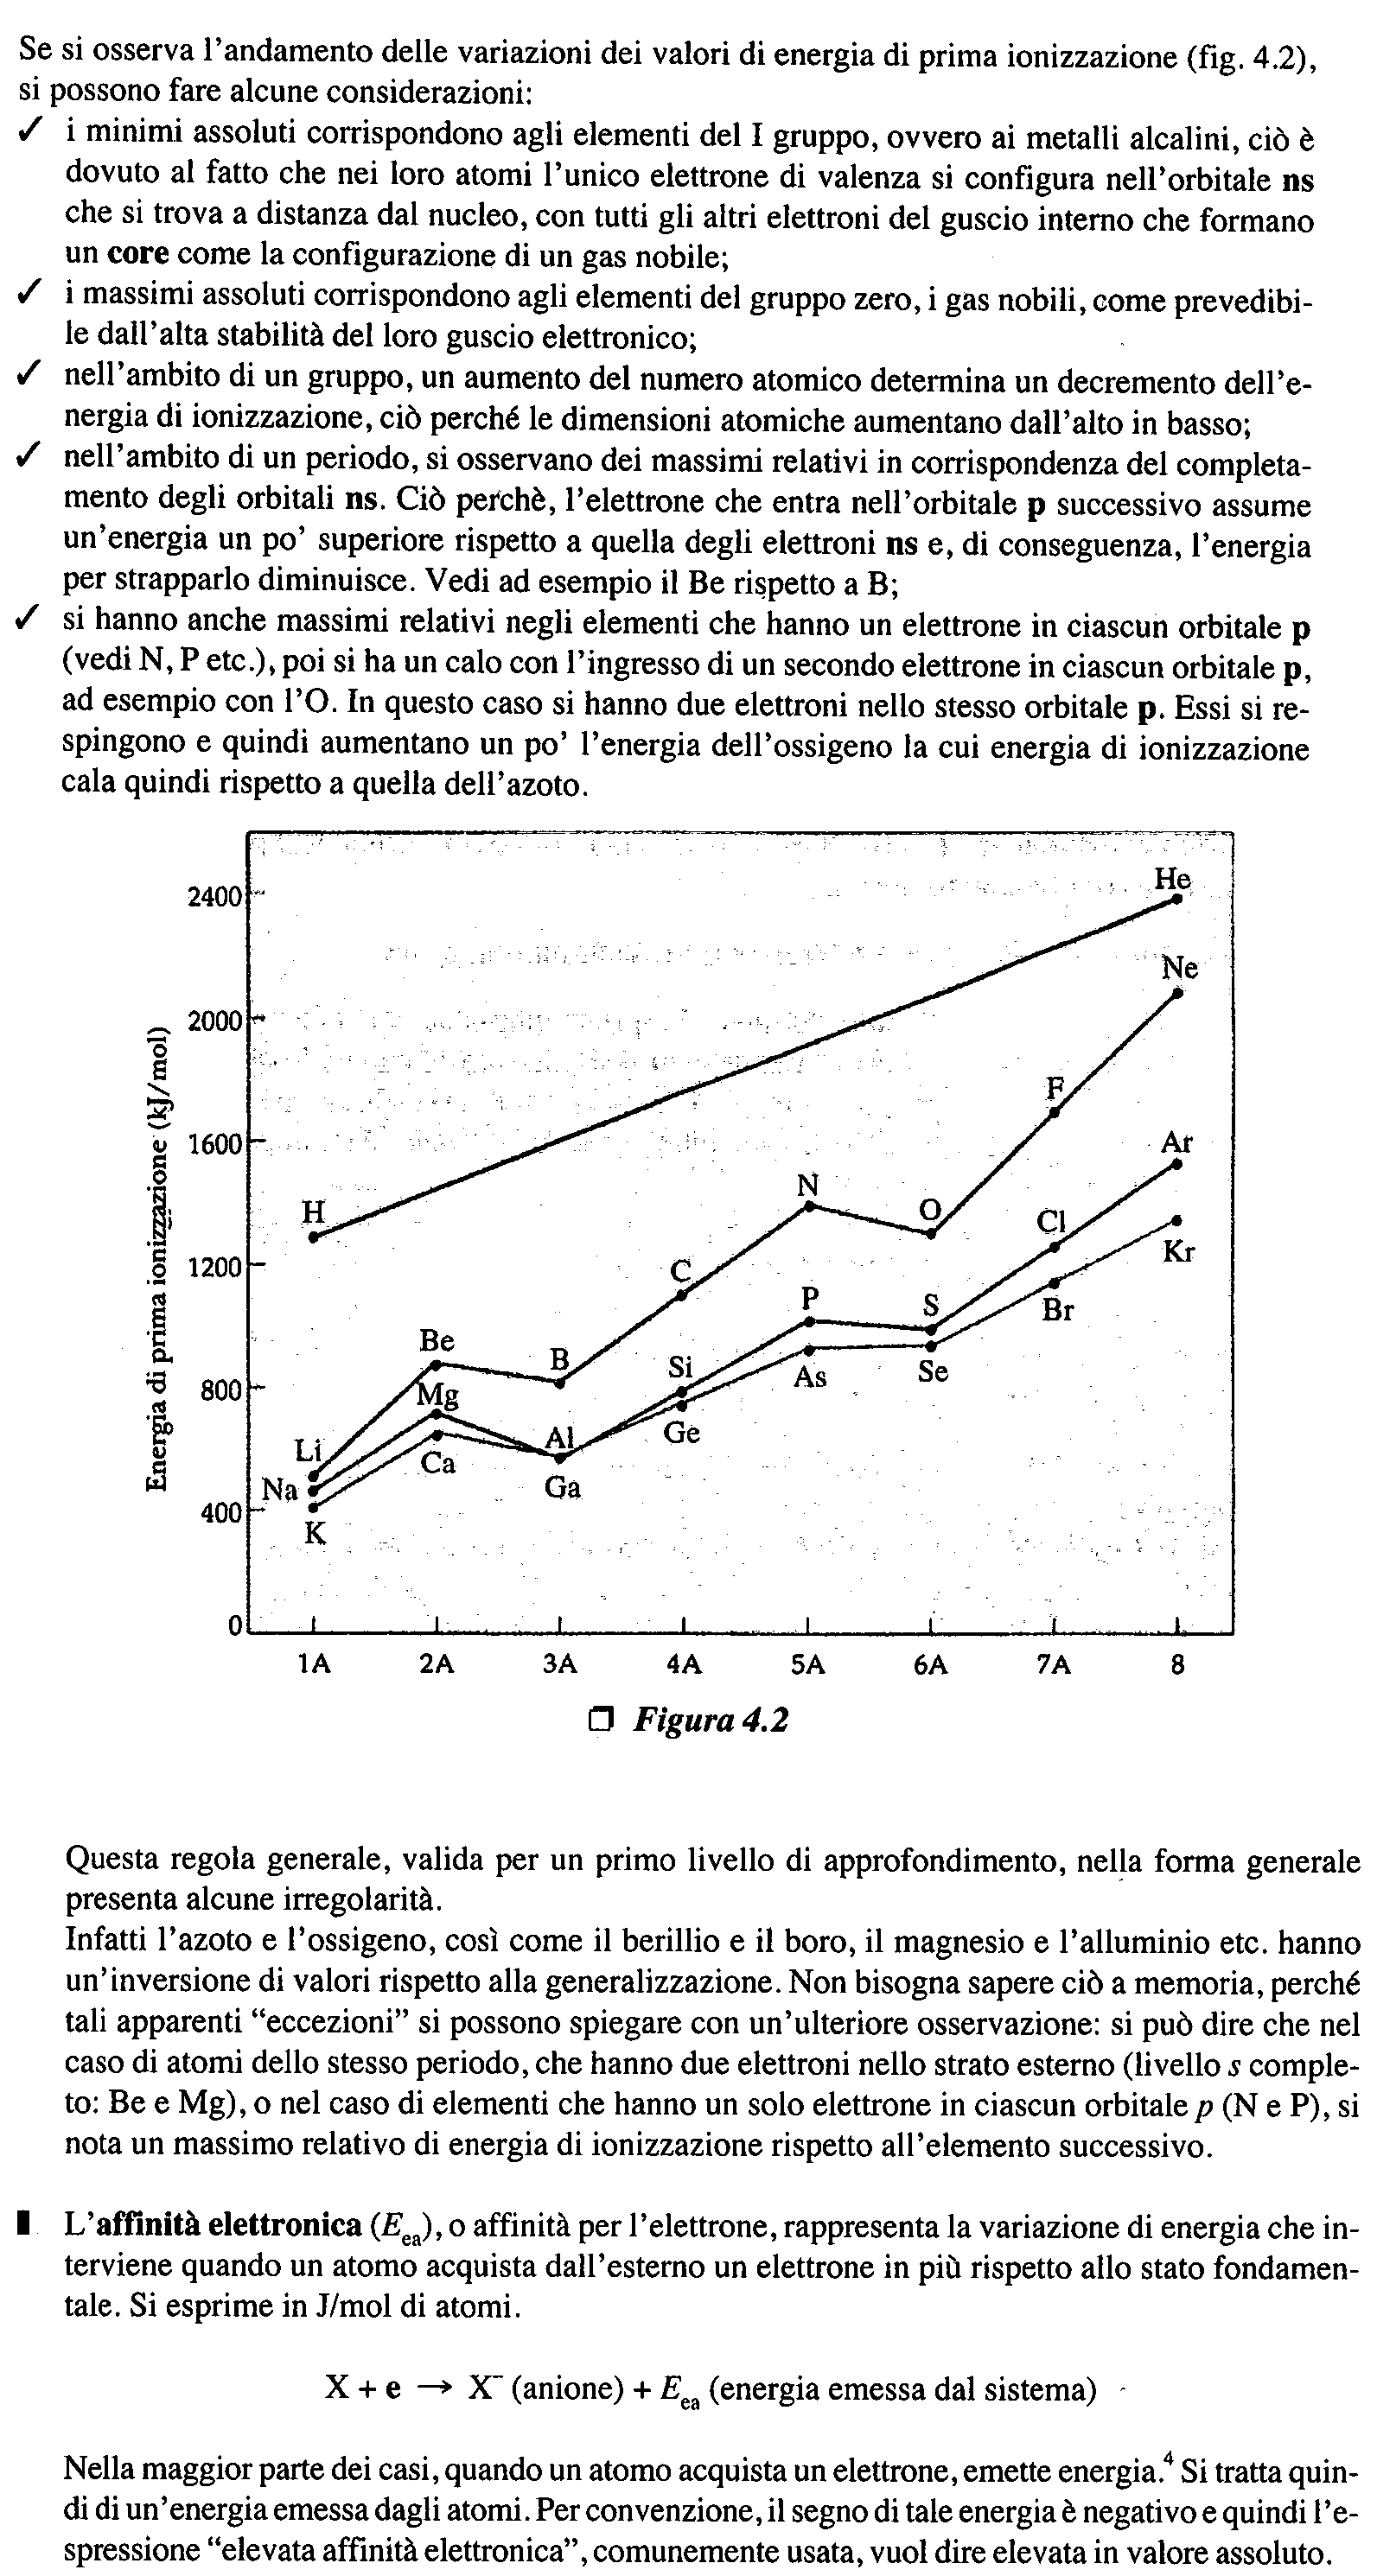 Se si osserva l'andamento delle variazioni dei valori di energia di prima ionizzazione (fig. 4.2),
si possono fare alcune considerazioni:
✓ i minimi assoluti corrispondono agli elementi del I gruppo, ovvero ai metalli alcalini, ciò è
dovuto al fatto che nei loro atomi l'unico elettrone di valenza si configura nell'orbitale ns
che si trova a distanza dal nucleo, con tutti gli altri elettroni del guscio interno che formano
un core come la configurazione di un gas nobile;
✓ i massimi assoluti corrispondono agli elementi del gruppo zero, i gas nobili, come prevedibi-
le dall'alta stabilità del loro guscio elettronico;
✓ nell'ambito di un gruppo, un aumento del numero atomico determina un decremento dell'e-
nergia di ionizzazione, ciò perché le dimensioni atomiche aumentano dall'alto in basso;
✓ nell'ambito di un periodo, si osservano dei massimi relativi in corrispondenza del completa-
mento degli orbitali ns. Ciò perchè, l'elettrone che entra nell'orbitale p successivo assume
un'energia un po' superiore rispetto a quella degli elettroni ns e, di conseguenza, l'energia
per strapparlo diminuisce. Vedi ad esempio il Be rispetto a B;
✓ si hanno anche massimi relativi negli elementi che hanno un elettrone in ciascun orbitale p
(vedi N, P etc.), poi si ha un calo con l'ingresso di un secondo elettrone in ciascun orbitale p,
ad esempio con l'O. In questo caso si hanno due elettroni nello stesso orbitale p. Essi si re-
spingono e quindi aumentano un po' l'energia dell'ossigeno la cui energia di ionizzazione
cala quindi rispetto a quella dell'azoto.
Energia di prima ionizzazione (kJ/mol)
2400
2000
1600
1200
800
400
0
H
He
Li
Be
B
C
N
O
F
Ne
Na
Mg
Al
Si
P
S
Cl
Ar
K
Ca
Ga
Ge
As
Se
Br
Kr
1A 2A 3A 4A 5A 6A 7A 8
❒ Figura 4.2
Questa regola generale, valida per un primo livello di approfondimento, nella forma generale
presenta alcune irregolarità.
Infatti l'azoto e l'ossigeno, così come il berillio e il boro, il magnesio e l'alluminio etc. hanno
un'inversione di valori rispetto alla generalizzazione. Non bisogna sapere ciò a memoria, perché
tali apparenti "eccezioni" si possono spiegare con un'ulteriore osservazione: si può dire che nel
caso di atomi dello stesso periodo, che hanno due elettroni nello strato esterno (livello s comple-
to: Be e Mg), o nel caso di elementi che hanno un solo elettrone in ciascun orbitale p (N e P), si
nota un massimo relativo di energia di ionizzazione rispetto all'elemento successivo.
L'affinità elettronica (Eea), o affinità per l'elettrone, rappresenta la variazione di energia che in-
terviene quando un atomo acquista dall'esterno un elettrone in più rispetto allo stato fondamen-
tale. Si esprime in J/mol di atomi.
X + e → X⁻ (anione) + Eea (energia emessa dal sistema)
Nella maggior parte dei casi, quando un atomo acquista un elettrone, emette energia.⁴ Si tratta quin-
di di un'energia emessa dagli atomi. Per convenzione, il segno di tale energia è negativo e quindi l'e-
spressione "elevata affinità elettronica", comunemente usata, vuol dire elevata in valore assoluto.